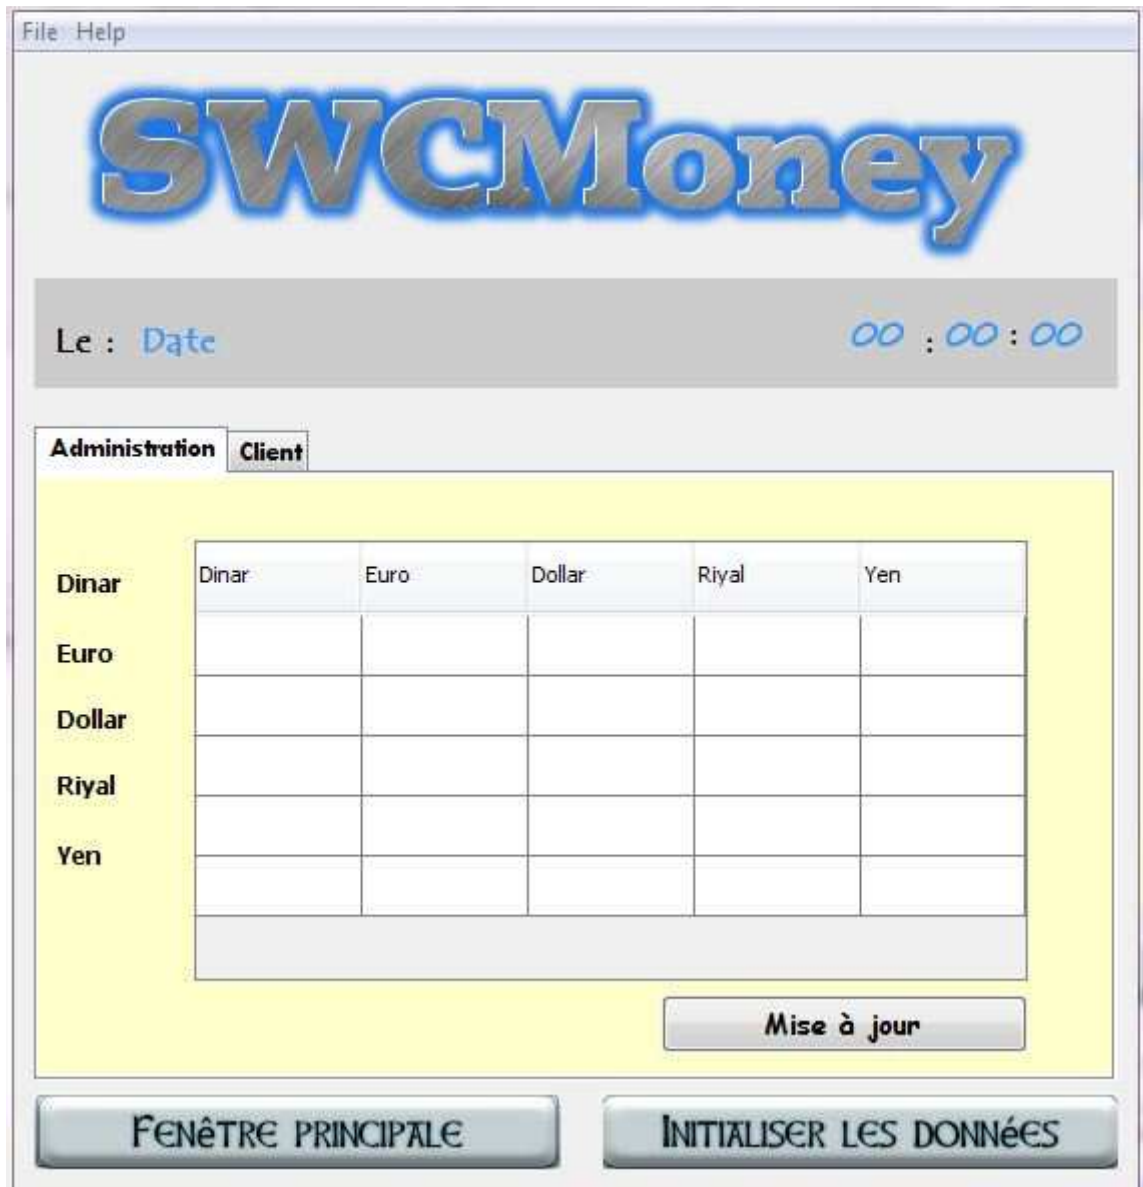 File Help
SWCMoney
Le : Date 00 : 00 : 00
Administration Client
Dinar Euro Dollar Riyal Yen
Dinar
Euro
Dollar
Riyal
Yen
Mise à jour
FENÊTRE PRINCIPALE INITIALISER LES DONNÉES